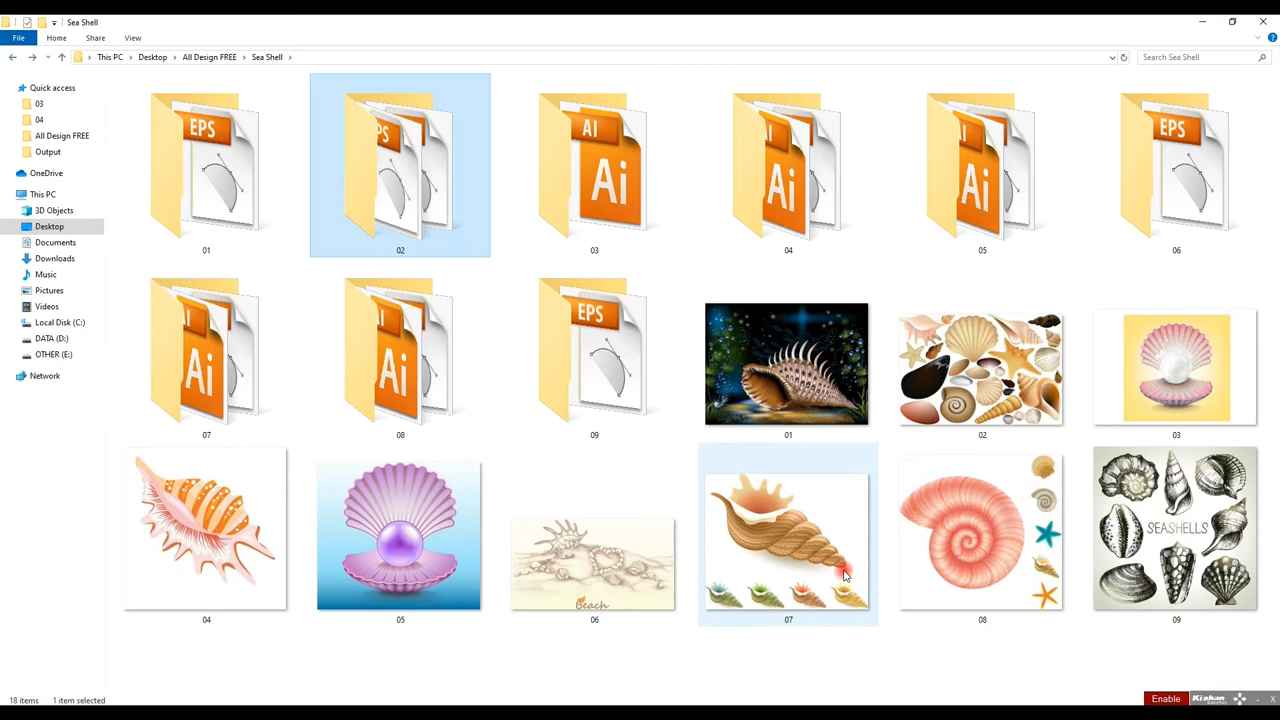 Sea Shell
File Home Share View
This PC Desktop All Design FREE Sea Shell
Search Sea Shell
Quick access
03
04
All Design FREE
Output
OneDrive
This PC
3D Objects
Desktop
Documents
Downloads
Music
Pictures
Videos
Local Disk (C:)
DATA (D:)
OTHER (E:)
Network
EPS
AI
Ai
Ai
Ai
EPS
01 02 03 04 05 06
Ai
Ai
EPS
07 08 09 01 02 03
Beach
SEASHELLS
04 05 06 07 08 09
18 items 1 item selected
Enable
Kishan